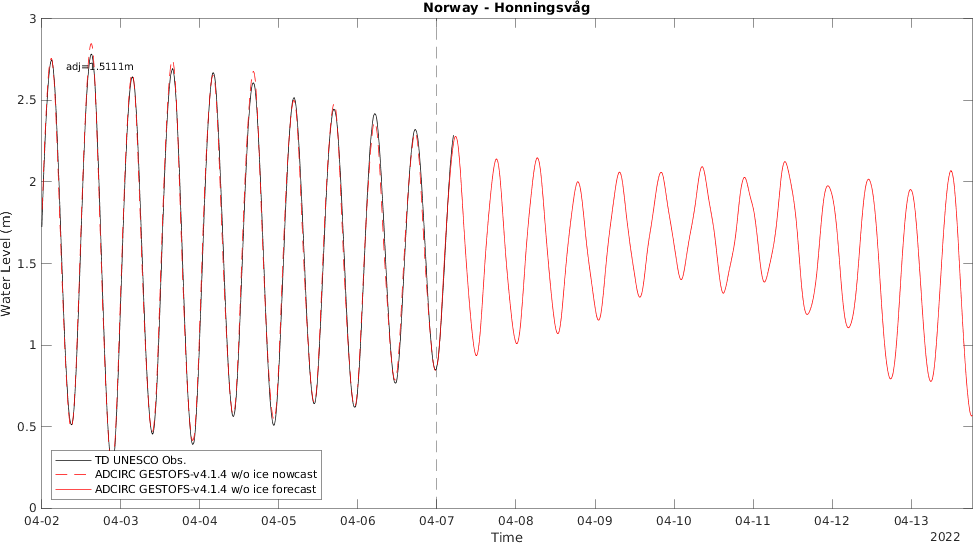 Norway - Honningsvåg
3
2.5
2
1.5
1
0.5
0
Water Level (m)
adj=1.5111m
TD UNESCO Obs.
ADCIRC GESTOFS-v4.1.4 w/o ice nowcast
ADCIRC GESTOFS-v4.1.4 w/o ice forecast
04-02 04-03 04-04 04-05 04-06 04-07 04-08 04-09 04-10 04-11 04-12 04-13
Time
2022